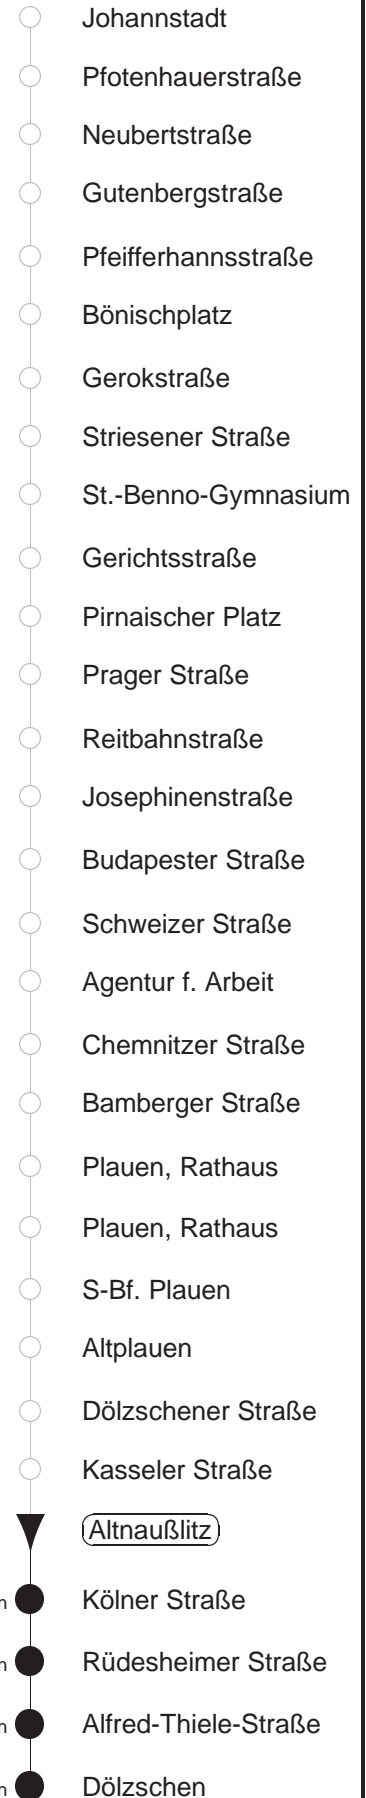 Johannstadt
Pfotenhauerstraße
Neubertstraße
Gutenbergstraße
Pfeifferhannsstraße
Bönischplatz
Gerokstraße
Striesener Straße
St.-Benno-Gymnasium
Gerichtsstraße
Pirnaischer Platz
Prager Straße
Reitbahnstraße
Josephinenstraße
Budapester Straße
Schweizer Straße
Agentur f. Arbeit
Chemnitzer Straße
Bamberger Straße
Plauen, Rathaus
Plauen, Rathaus
S-Bf. Plauen
Altplauen
Dölzschener Straße
Kasseler Straße
Altnaußlitz
Kölner Straße
Rüdesheimer Straße
Alfred-Thiele-Straße
Dölzschen